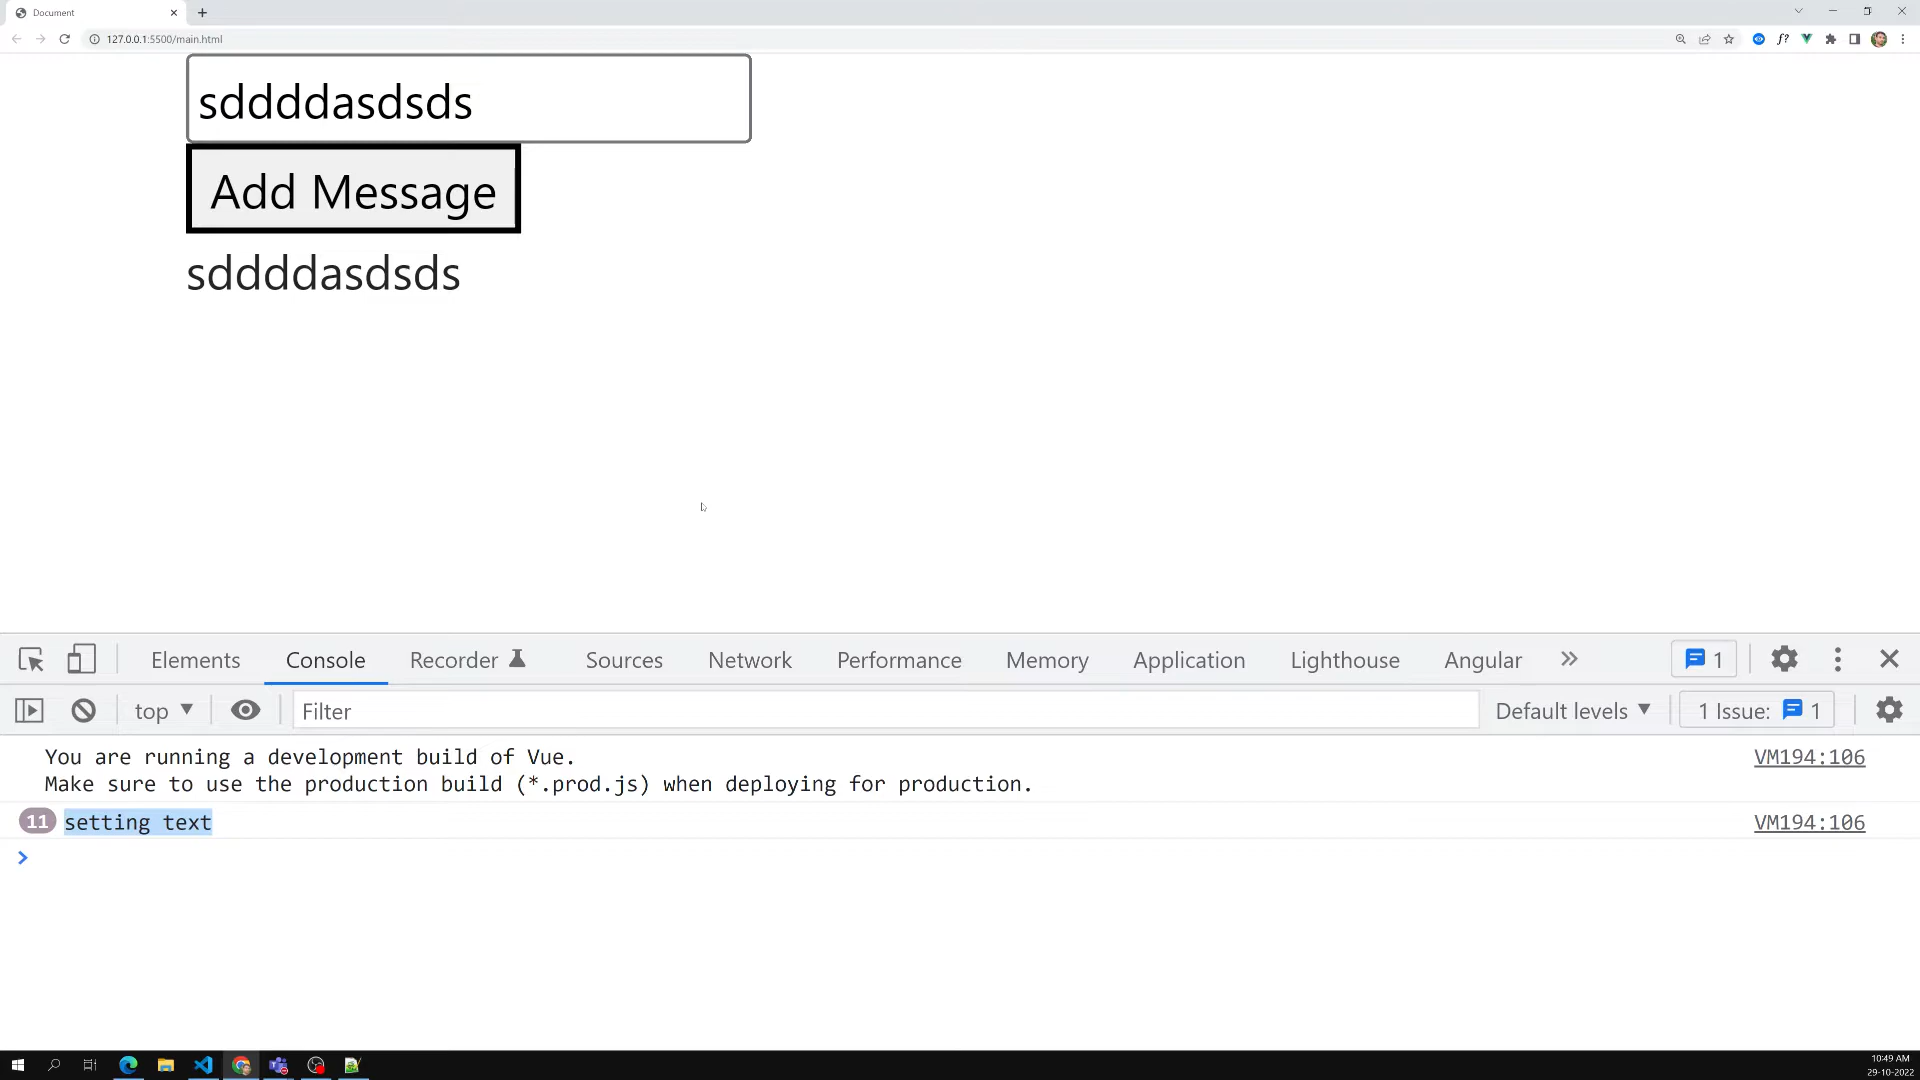 Document
127.0.0.1:5500/main.html
f?
sddddasdsds
Add Message
sddddasdsds
Elements
Console
Recorder
Sources
Network
Performance
Memory
Application
Lighthouse
Angular
1
top
Filter
Default levels
1 Issue: 1
You are running a development build of Vue.
Make sure to use the production build (*.prod.js) when deploying for production.
VM194:106
11 setting text
VM194:106
10:49 AM
29-10-2022